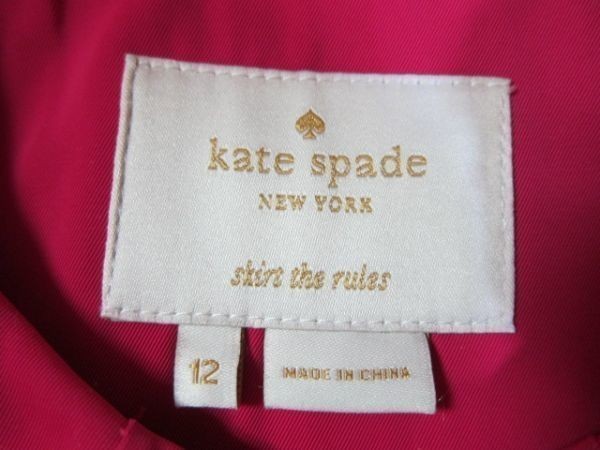 kate spade
NEW YORK
skirt the rules
12
MADE IN CHINA